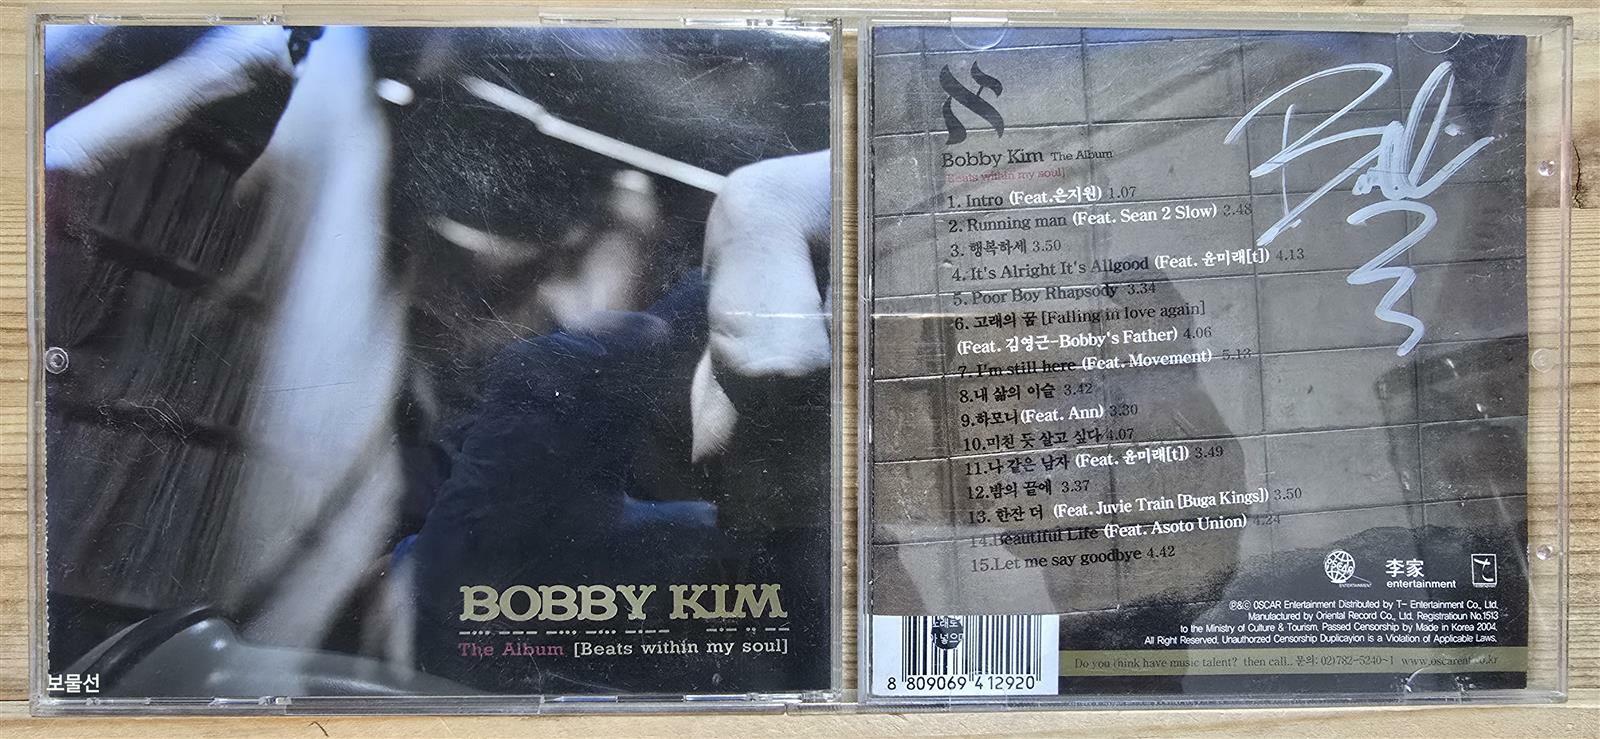 BOBBY KIM
The Album [Beats within my soul]
보물선
Bobby Kim The Album
[Beats within my soul]
1. Intro (Feat.은지원) 1.07
2. Running man (Feat. Sean 2 Slow) 3.48
3. 행복하세 3.50
4. It's Alright It's Allgood (Feat. 윤미래[t]) 4.13
5. Poor Boy Rhapsody 3.34
6. 고래의 꿈 [Falling in love again]
(Feat. 김영근-Bobby's Father) 4.06
7. I'm still here (Feat. Movement) 5.13
8.내 삶의 이슬 3.42
9.하모니(Feat. Ann) 3.30
10.미친 듯 살고 싶다 4.07
11.나 같은 남자 (Feat. 윤미래[t]) 3.49
12.밤의 끝에 3.37
13. 한잔 더 (Feat. Juvie Train [Buga Kings]) 3.50
14.Beautiful Life (Feat. Asoto Union) 4.24
15.Let me say goodbye 4.42
ENTERTAINMENT
李家
entertainment
t
℗&© OSCAR Entertainment Distributed by T- Entertainment Co., Ltd.
Manufactured by Oriental Record Co., Ltd. Registratioun No.1513
to the Ministry of Culture & Tourism. Passed Censorship by Made in Korea 2004.
All Right Reserved, Unauthorized Censorship Duplicayion is a Violation of Applicable Laws.
Do you think have music talent? then call.. 문의: 02)782-5240~1 www.oscarent.co.kr
8 809069 412920